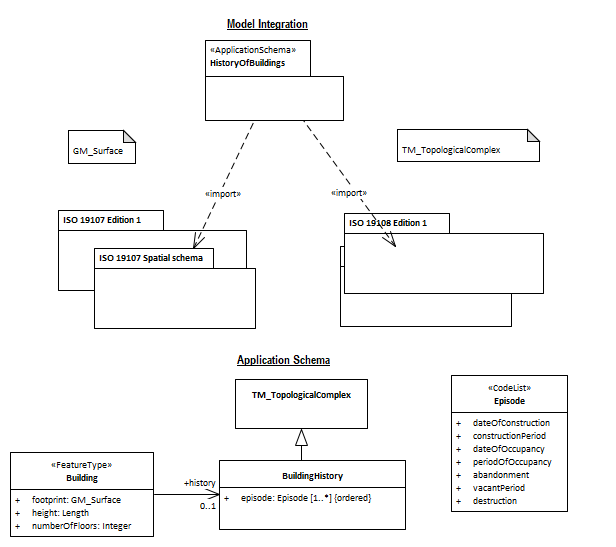 Model Integration
«ApplicationSchema»
HistoryOfBuildings
GM_Surface
TM_TopologicalComplex
«import»
«import»
ISO 19107 Edition 1
ISO 19108 Edition 1
ISO 19107 Spatial schema
Application Schema
TM_TopologicalComplex
«CodeList»
Episode
+ dateOfConstruction
+ constructionPeriod
+ dateOfOccupancy
+ periodOfOccupancy
+ abandonment
+ vacantPeriod
+ destruction
«FeatureType»
Building
+ footprint: GM_Surface
+ height: Length
+ numberOfFloors: Integer
+history
0..1
BuildingHistory
+ episode: Episode [1..*] {ordered}